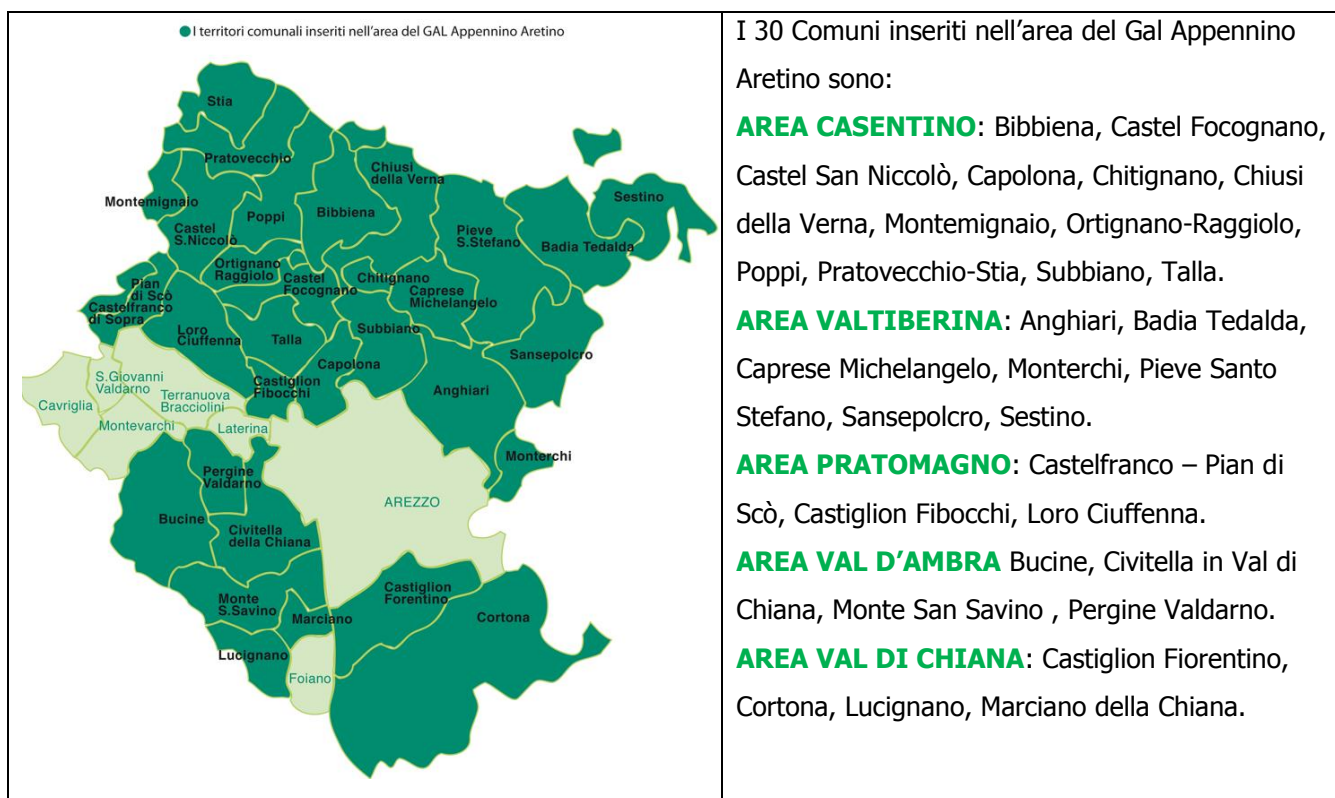 I territori comunali inseriti nell'area del GAL Appennino Aretino
Stia
Pratovecchio
Chiusi
della Verna
Montemignaio
Poppi
Bibbiena
Sestino
Castel
S.Niccolò
Pieve
S.Stefano
Badia Tedalda
Ortignano
Raggiolo
Castel
Focognano
Chitignano
Caprese
Michelangelo
Pian
di Scò
Castelfranco
di Sopra
Loro
Ciuffenna
Talla
Subbiano
Sansepolcro
Capolona
Anghiari
S.Giovanni
Valdarno
Castiglion
Fibocchi
Terranuova
Bracciolini
Cavriglia
Montevarchi
Laterina
Monterchi
Pergine
Valdarno
AREZZO
Bucine
Civitella
della Chiana
Castiglion
Forentino
Monte
S.Savino
Marciano
Cortona
Lucignano
Foiano
I 30 Comuni inseriti nell'area del Gal Appennino
Aretino sono:
AREA CASENTINO: Bibbiena, Castel Focognano,
Castel San Niccolò, Capolona, Chitignano, Chiusi
della Verna, Montemignaio, Ortignano-Raggiolo,
Poppi, Pratovecchio-Stia, Subbiano, Talla.
AREA VALTIBERINA: Anghiari, Badia Tedalda,
Caprese Michelangelo, Monterchi, Pieve Santo
Stefano, Sansepolcro, Sestino.
AREA PRATOMAGNO: Castelfranco – Pian di
Scò, Castiglion Fibocchi, Loro Ciuffenna.
AREA VAL D'AMBRA Bucine, Civitella in Val di
Chiana, Monte San Savino , Pergine Valdarno.
AREA VAL DI CHIANA: Castiglion Fiorentino,
Cortona, Lucignano, Marciano della Chiana.